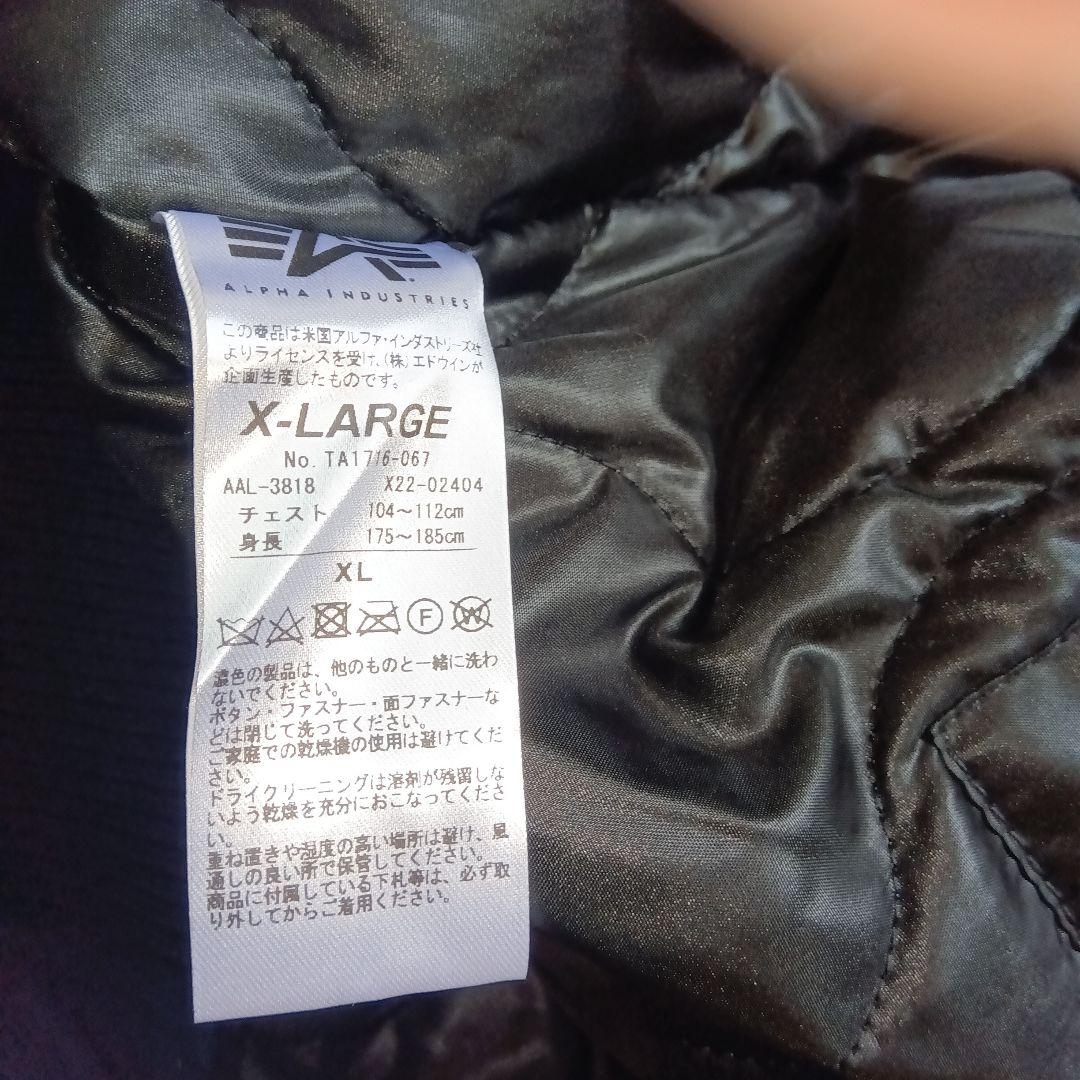 ALPHA INDUSTRIES
この商品は米国アルファ・インダストリーズ社
よりライセンスを受け、(株)エドウインが
企画生産したものです。
X-LARGE
No. TA1716-067
AAL-3818 X22-02404
チェスト 104～112cm
身長 175～185cm
XL
F W
濃色の製品は、他のものと一緒に洗わ
ないでください。
ボタン・ファスナー・面ファスナーな
どは閉じて洗ってください。
ご家庭での乾燥機の使用は避けてくだ
さい。
ドライクリーニングは溶剤が残留しな
いよう乾燥を充分におこなってくださ
い。
重ね置きや湿度の高い場所は避け、風
通しの良い所で保管してください。
商品に付属している下札等は、必ず取
り外してからご着用ください。